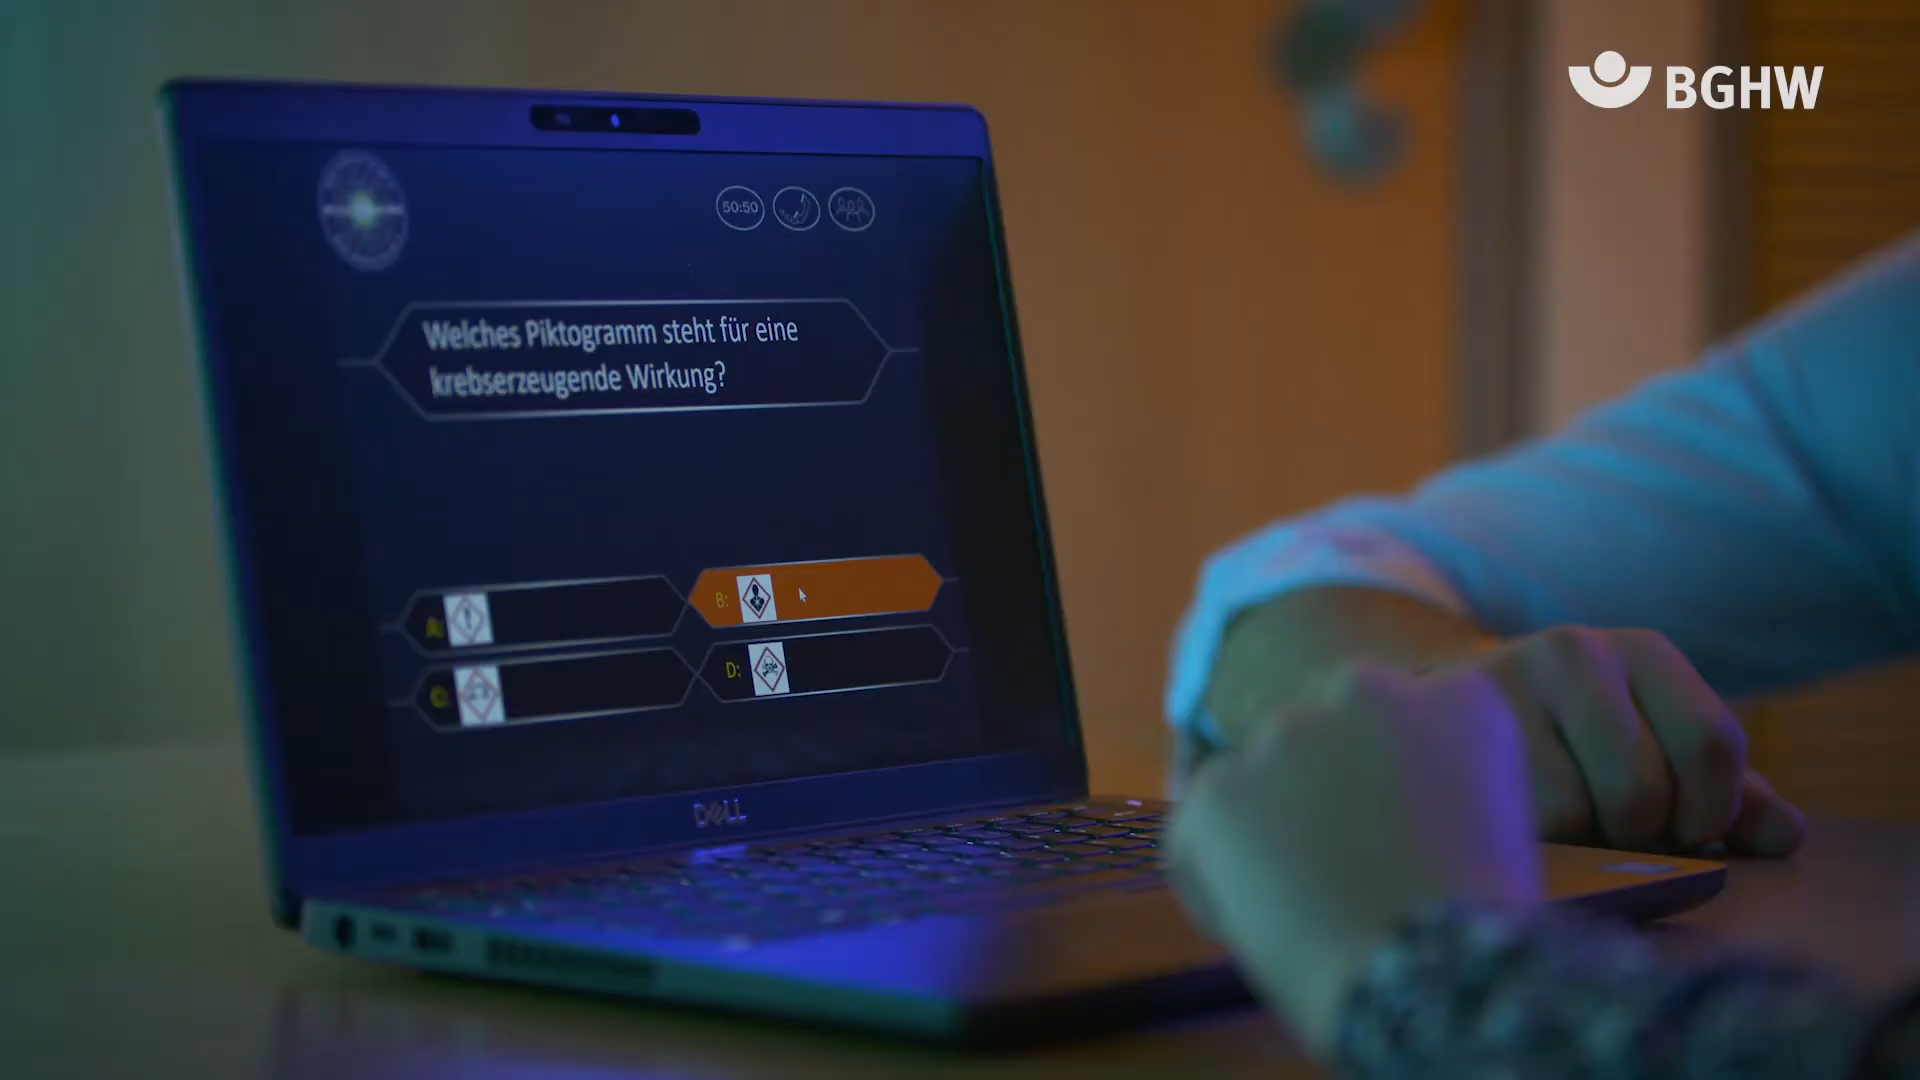 BGHW
50:50
Welches Piktogramm steht für eine
krebserzeugende Wirkung?
A:
B:
C:
D:
DELL